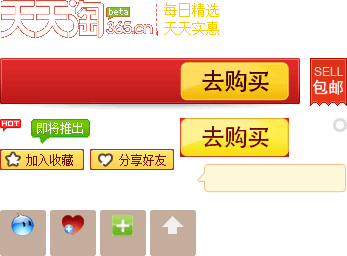 天天淘 beta
365.cn
每日精选
天天实惠
去购买
SELL
包邮
HOT
即将推出
去购买
加入收藏
分享好友